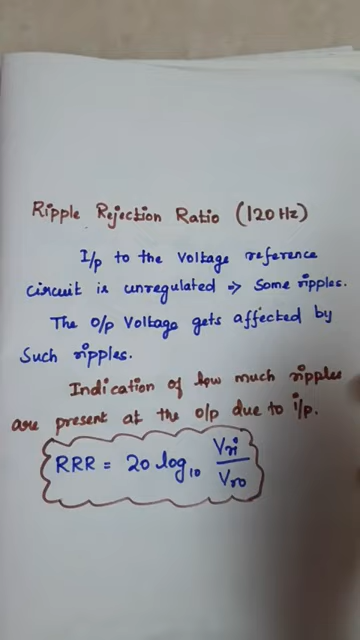 Ripple Rejection Ratio (120 Hz)
I/p to the Voltage reference
circuit is unregulated => Some ripples.
The o/p Voltage gets affected by
Such ripples.
Indication of how much ripples
are present at the o/p due to i/p.
RRR = 20 log₁₀ Vri/Vro